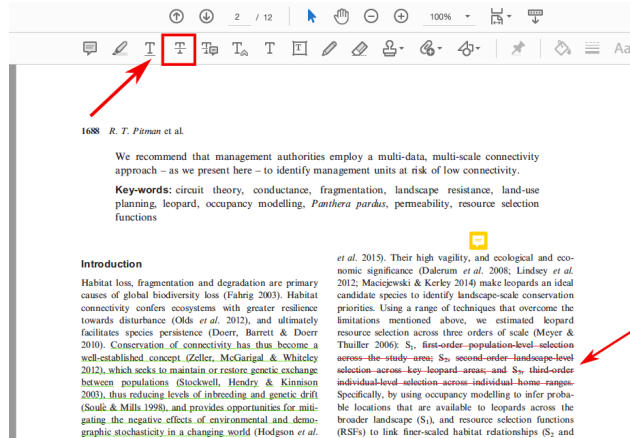 2 / 12 100%
T T T T T T Aa
1688 R. T. Pitman et al.
We recommend that management authorities employ a multi-data, multi-scale connectivity
approach – as we present here – to identify management units at risk of low connectivity.
Key-words: circuit theory, conductance, fragmentation, landscape resistance, land-use
planning, leopard, occupancy modelling, Panthera pardus, permeability, resource selection
functions
Introduction
Habitat loss, fragmentation and degradation are primary
causes of global biodiversity loss (Fahrig 2003). Habitat
connectivity confers ecosystems with greater resilience
towards disturbance (Olds et al. 2012), and ultimately
facilitates species persistence (Doerr, Barrett & Doerr
2010). Conservation of connectivity has thus become a
well-established concept (Zeller, McGarigal & Whiteley
2012), which seeks to maintain or restore genetic exchange
between populations (Stockwell, Hendry & Kinnison
2003), thus reducing levels of inbreeding and genetic drift
(Soulè & Mills 1998), and provides opportunities for miti-
gating the negative effects of environmental and demo-
graphic stochasticity in a changing world (Hodgson et al.
et al. 2015). Their high vagility, and ecological and eco-
nomic significance (Dalerum et al. 2008; Lindsey et al.
2012; Maciejewski & Kerley 2014) make leopards an ideal
candidate species to identify landscape-scale conservation
priorities. Using a range of techniques that overcome the
limitations mentioned above, we estimated leopard
resource selection across three orders of scale (Meyer &
Thuiller 2006): S₁, first-order population-level selection
across the study area; S₂, second-order landscape-level
selection across key leopard areas; and S₃, third-order
individual-level selection across individual home ranges.
Specifically, by using occupancy modelling to infer proba-
ble locations that are available to leopards across the
broader landscape (S₁), and resource selection functions
(RSFs) to link finer-scaled habitat relationships (S₂ and